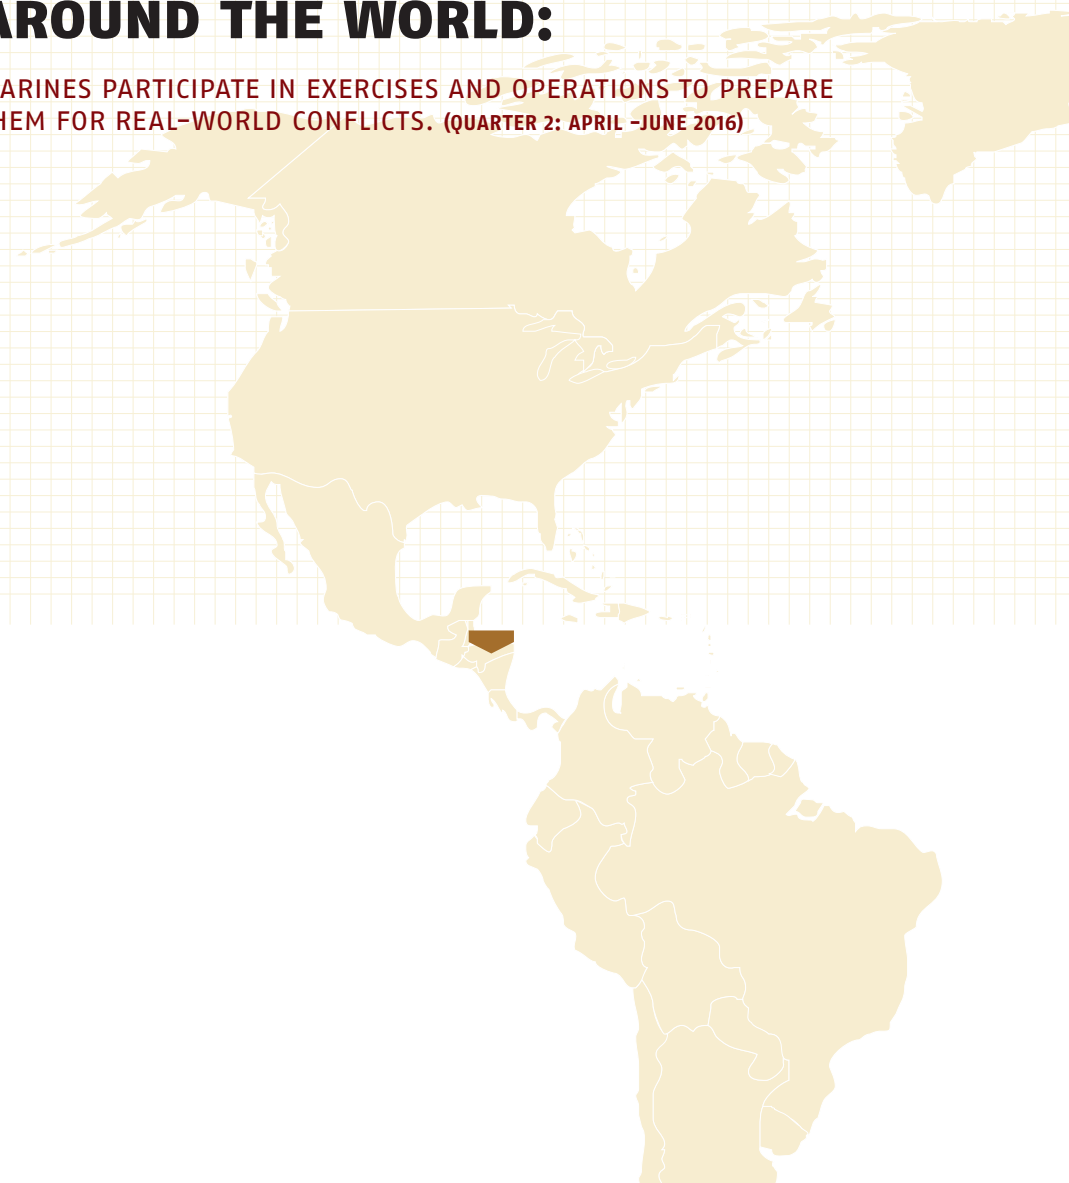 AROUND THE WORLD:
ARINES PARTICIPATE IN EXERCISES AND OPERATIONS TO PREPARE
HEM FOR REAL-WORLD CONFLICTS. (QUARTER 2: APRIL -JUNE 2016)